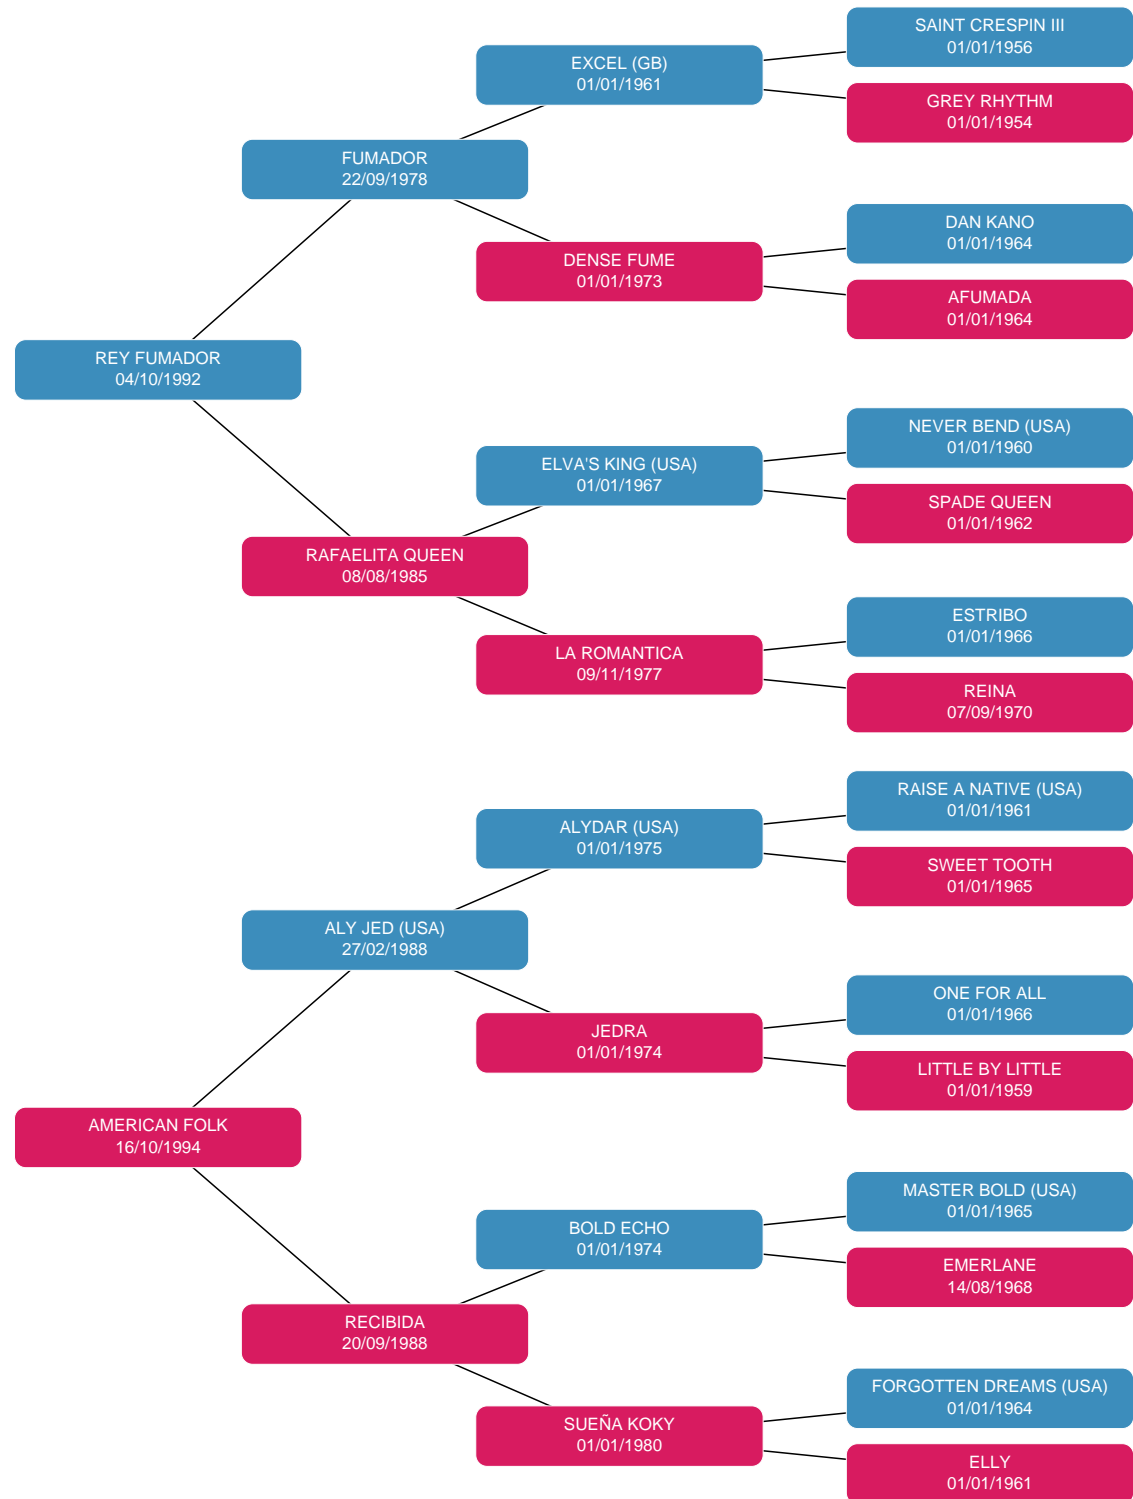 SAINT CRESPIN III
01/01/1956
EXCEL (GB)
01/01/1961
GREY RHYTHM
01/01/1954
FUMADOR
22/09/1978
DAN KANO
01/01/1964
DENSE FUME
01/01/1973
AFUMADA
01/01/1964
REY FUMADOR
04/10/1992
NEVER BEND (USA)
01/01/1960
ELVA'S KING (USA)
01/01/1967
SPADE QUEEN
01/01/1962
RAFAELITA QUEEN
08/08/1985
ESTRIBO
01/01/1966
LA ROMANTICA
09/11/1977
REINA
07/09/1970
RAISE A NATIVE (USA)
01/01/1961
ALYDAR (USA)
01/01/1975
SWEET TOOTH
01/01/1965
ALY JED (USA)
27/02/1988
ONE FOR ALL
01/01/1966
JEDRA
01/01/1974
LITTLE BY LITTLE
01/01/1959
AMERICAN FOLK
16/10/1994
MASTER BOLD (USA)
01/01/1965
BOLD ECHO
01/01/1974
EMERLANE
14/08/1968
RECIBIDA
20/09/1988
FORGOTTEN DREAMS (USA)
01/01/1964
SUEÑA KOKY
01/01/1980
ELLY
01/01/1961